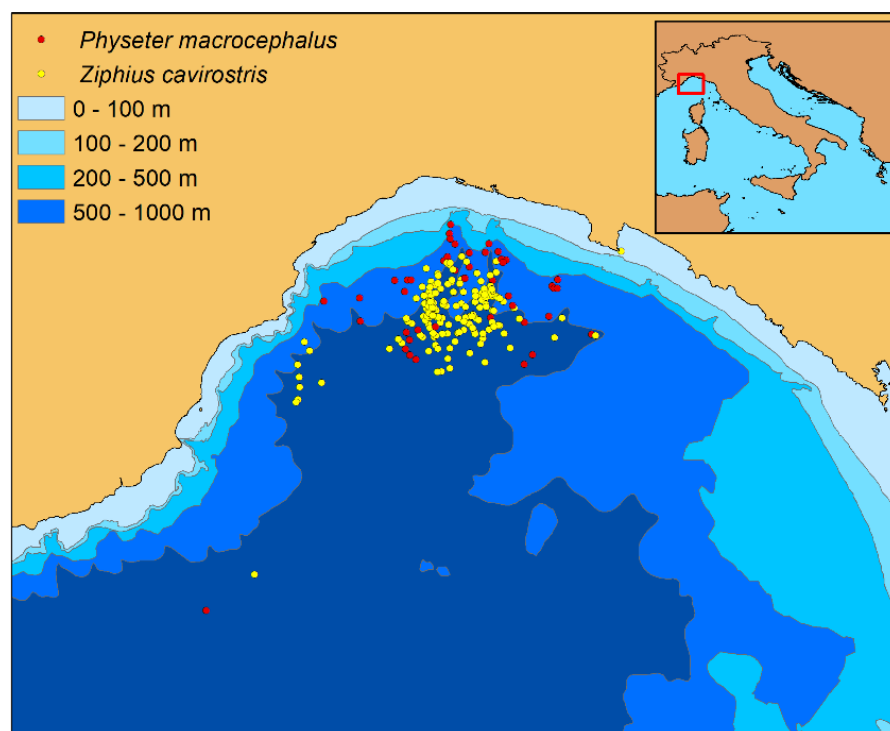 Physeter macrocephalus
Ziphius cavirostris
0 - 100 m
100 - 200 m
200 - 500 m
500 - 1000 m